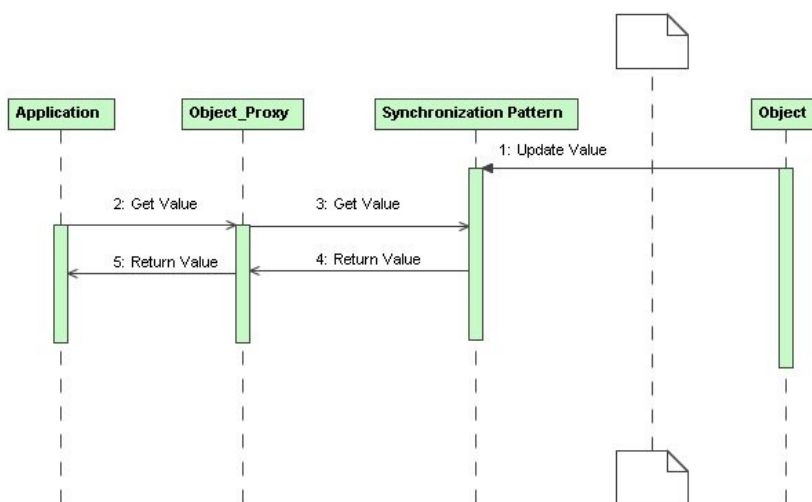 Application
Object_Proxy
Synchronization Pattern
Object
1: Update Value
2: Get Value
3: Get Value
4: Return Value
5: Return Value